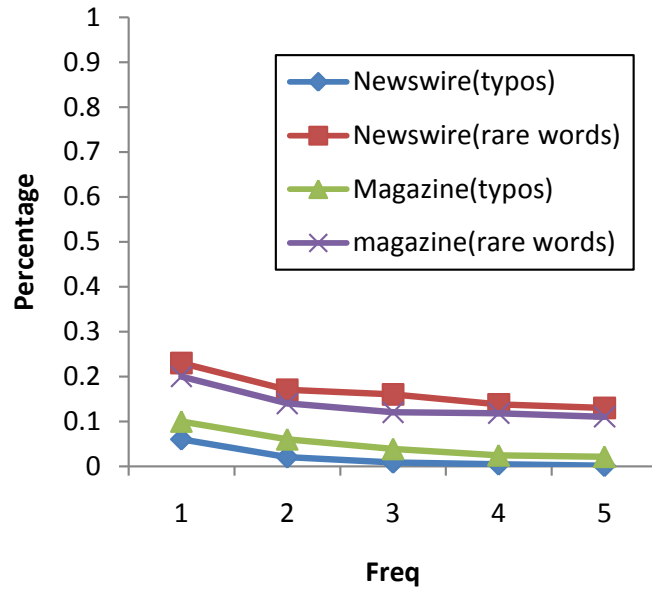 1
0.9
0.8
0.7
0.6
0.5
0.4
0.3
0.2
0.1
0
Percentage
Newswire(typos)
Newswire(rare words)
Magazine(typos)
magazine(rare words)
1 2 3 4 5
Freq